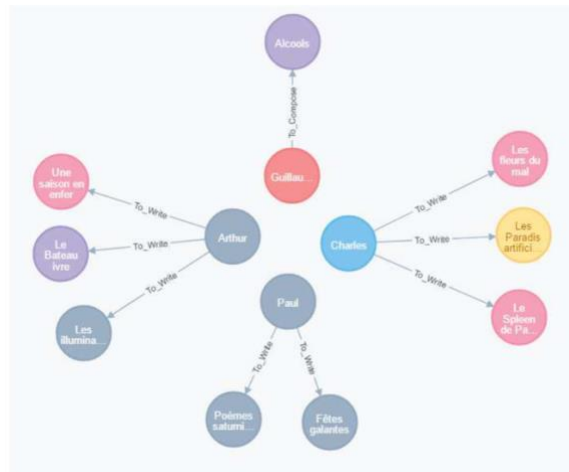 Alcools
To_Compose
Guillau...
Une
saison en
enfer
To_Write
Le
Bateau
ivre
To_Write
Arthur
To_Write
Les
illumina...
Charles
To_Write
Les
fleurs du
mal
To_Write
Les
Paradis
artifici...
To_Write
Le
Spleen
de Pa...
Paul
To_Write
To_Write
Poèmes
saturni...
Fêtes
galantes